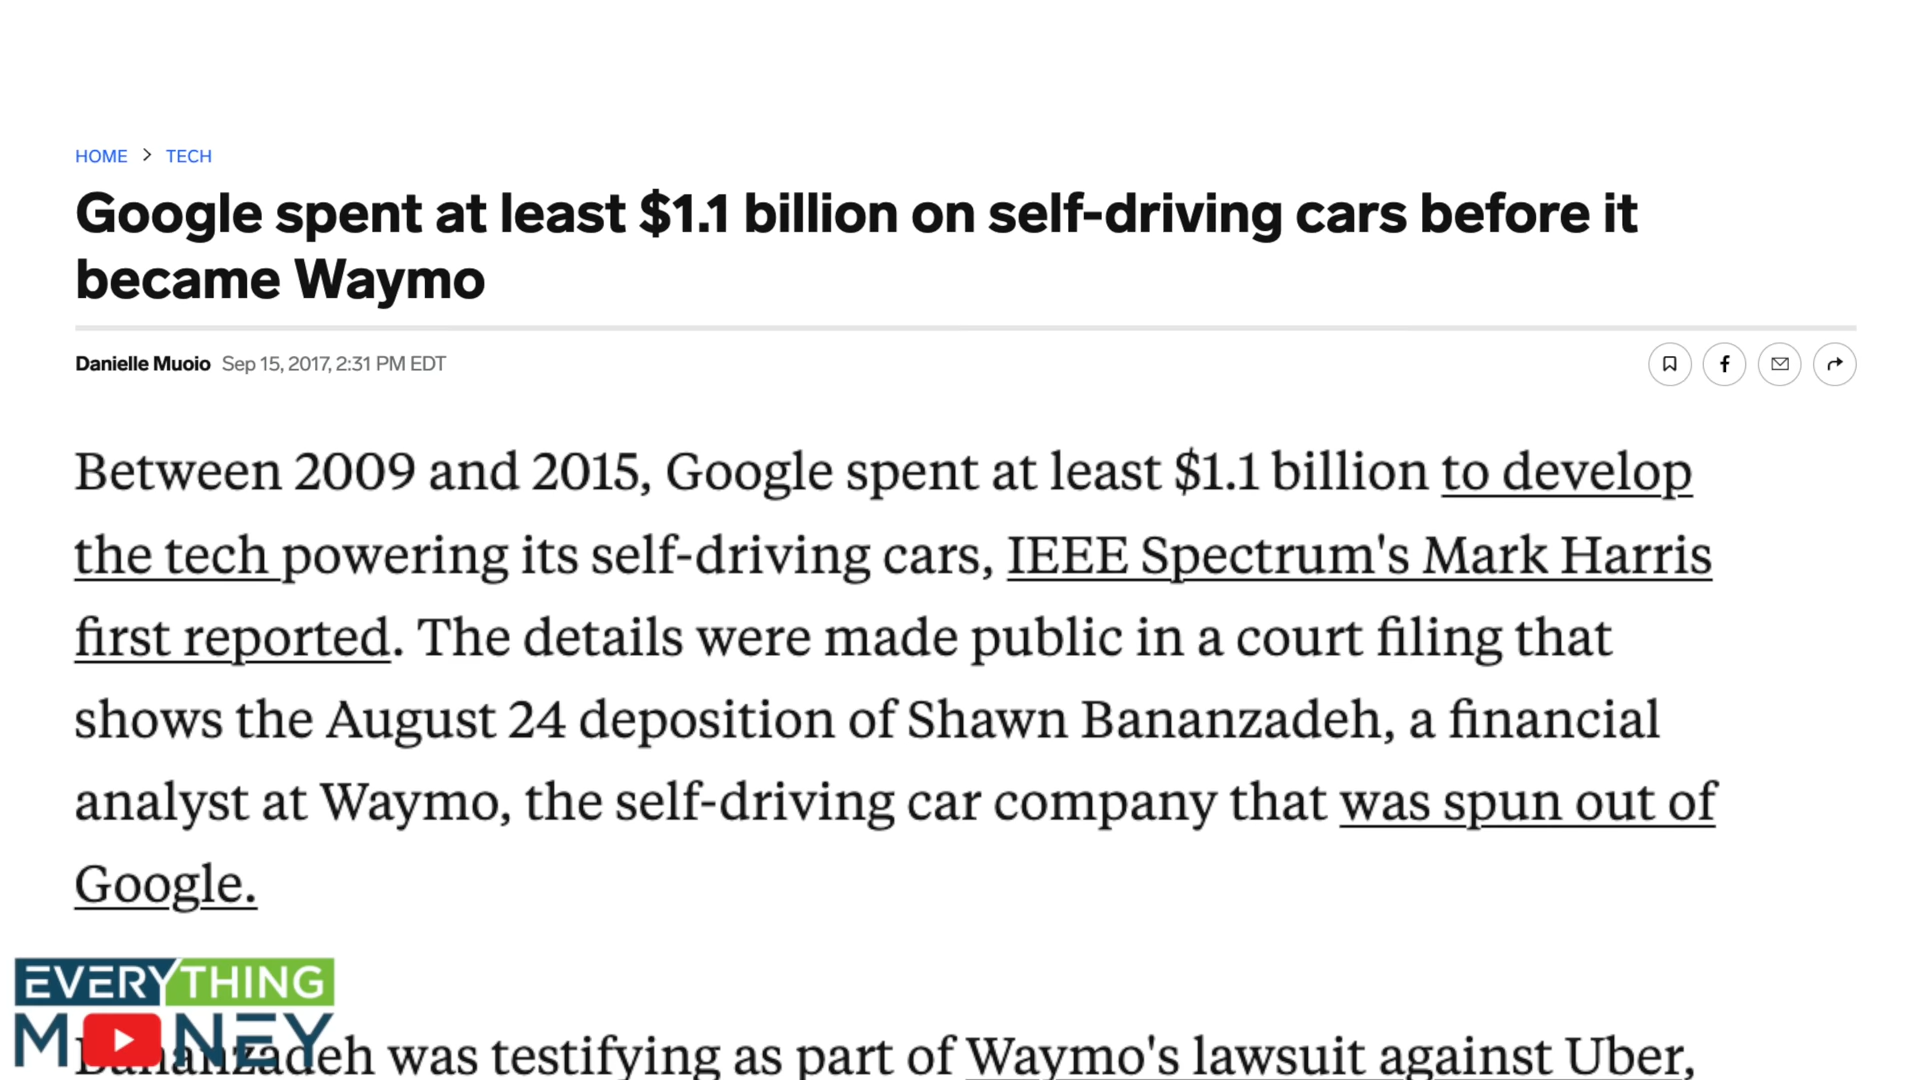 HOME > TECH
Google spent at least $1.1 billion on self-driving cars before it
became Waymo
Danielle Muoio Sep 15, 2017, 2:31 PM EDT
Between 2009 and 2015, Google spent at least $1.1 billion to develop
the tech powering its self-driving cars, IEEE Spectrum's Mark Harris
first reported. The details were made public in a court filing that
shows the August 24 deposition of Shawn Bananzadeh, a financial
analyst at Waymo, the self-driving car company that was spun out of
Google.
EVERYTHING
MONEY
Bananzadeh was testifying as part of Waymo's lawsuit against Uber,